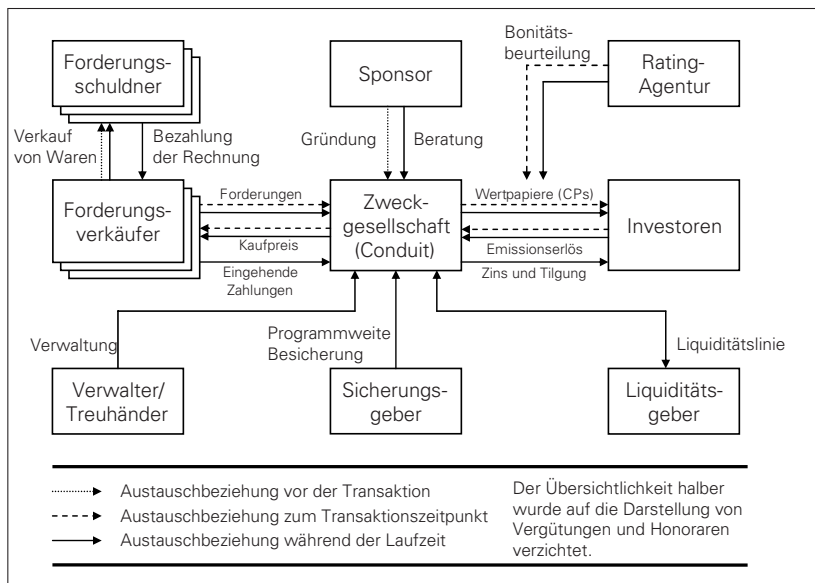 Forderungs-
schuldner
Sponsor
Bonitäts-
beurteilung
Rating-
Agentur
Verkauf
von Waren
Bezahlung
der Rechnung
Gründung
Beratung
Forderungs-
verkäufer
Forderungen
Kaufpreis
Eingehende
Zahlungen
Zweck-
gesellschaft
(Conduit)
Wertpapiere (CPs)
Emissionserlös
Zins und Tilgung
Investoren
Verwaltung
Programmweite
Besicherung
Liquiditätslinie
Verwalter/
Treuhänder
Sicherungs-
geber
Liquiditäts-
geber
Austauschbeziehung vor der Transaktion
Austauschbeziehung zum Transaktionszeitpunkt
Austauschbeziehung während der Laufzeit
Der Übersichtlichkeit halber
wurde auf die Darstellung von
Vergütungen und Honoraren
verzichtet.